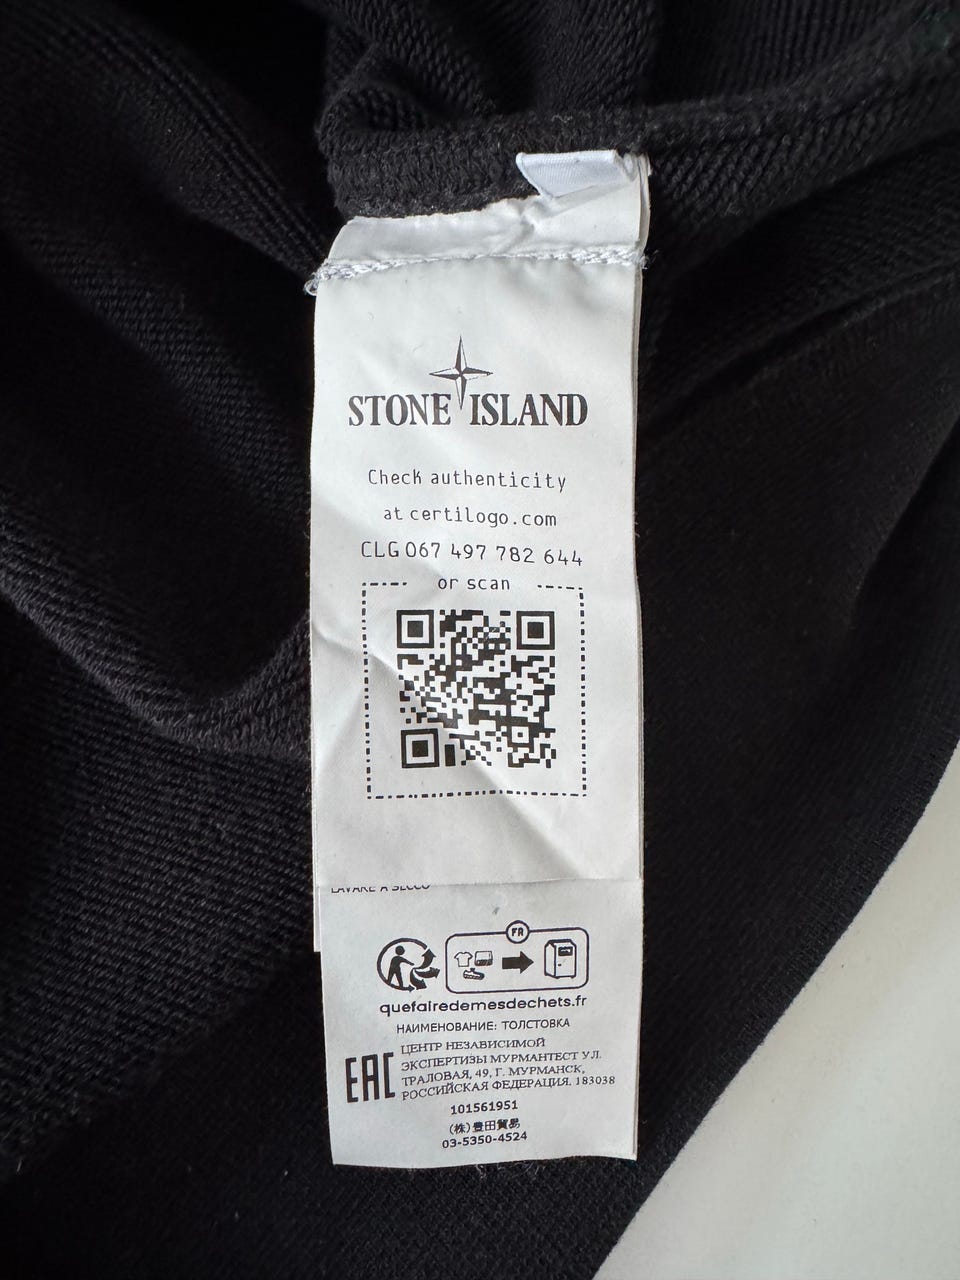 STONE ISLAND
Check authenticity
at certilogo.com
CLG 067 497 782 644
or scan
LAVARE A SECCO
FR
quefairedemesdechets.fr
НАИМЕНОВАНИЕ: ТОЛСТОВКА
EAC
ЦЕНТР НЕЗАВИСИМОЙ
ЭКСПЕРТИЗЫ МУРМАНТЕСТ УЛ.
ТРАЛОВАЯ, 49, Г. МУРМАНСК,
РОССИЙСКАЯ ФЕДЕРАЦИЯ. 183038
101561951
(株)豊田貿易
03-5350-4524